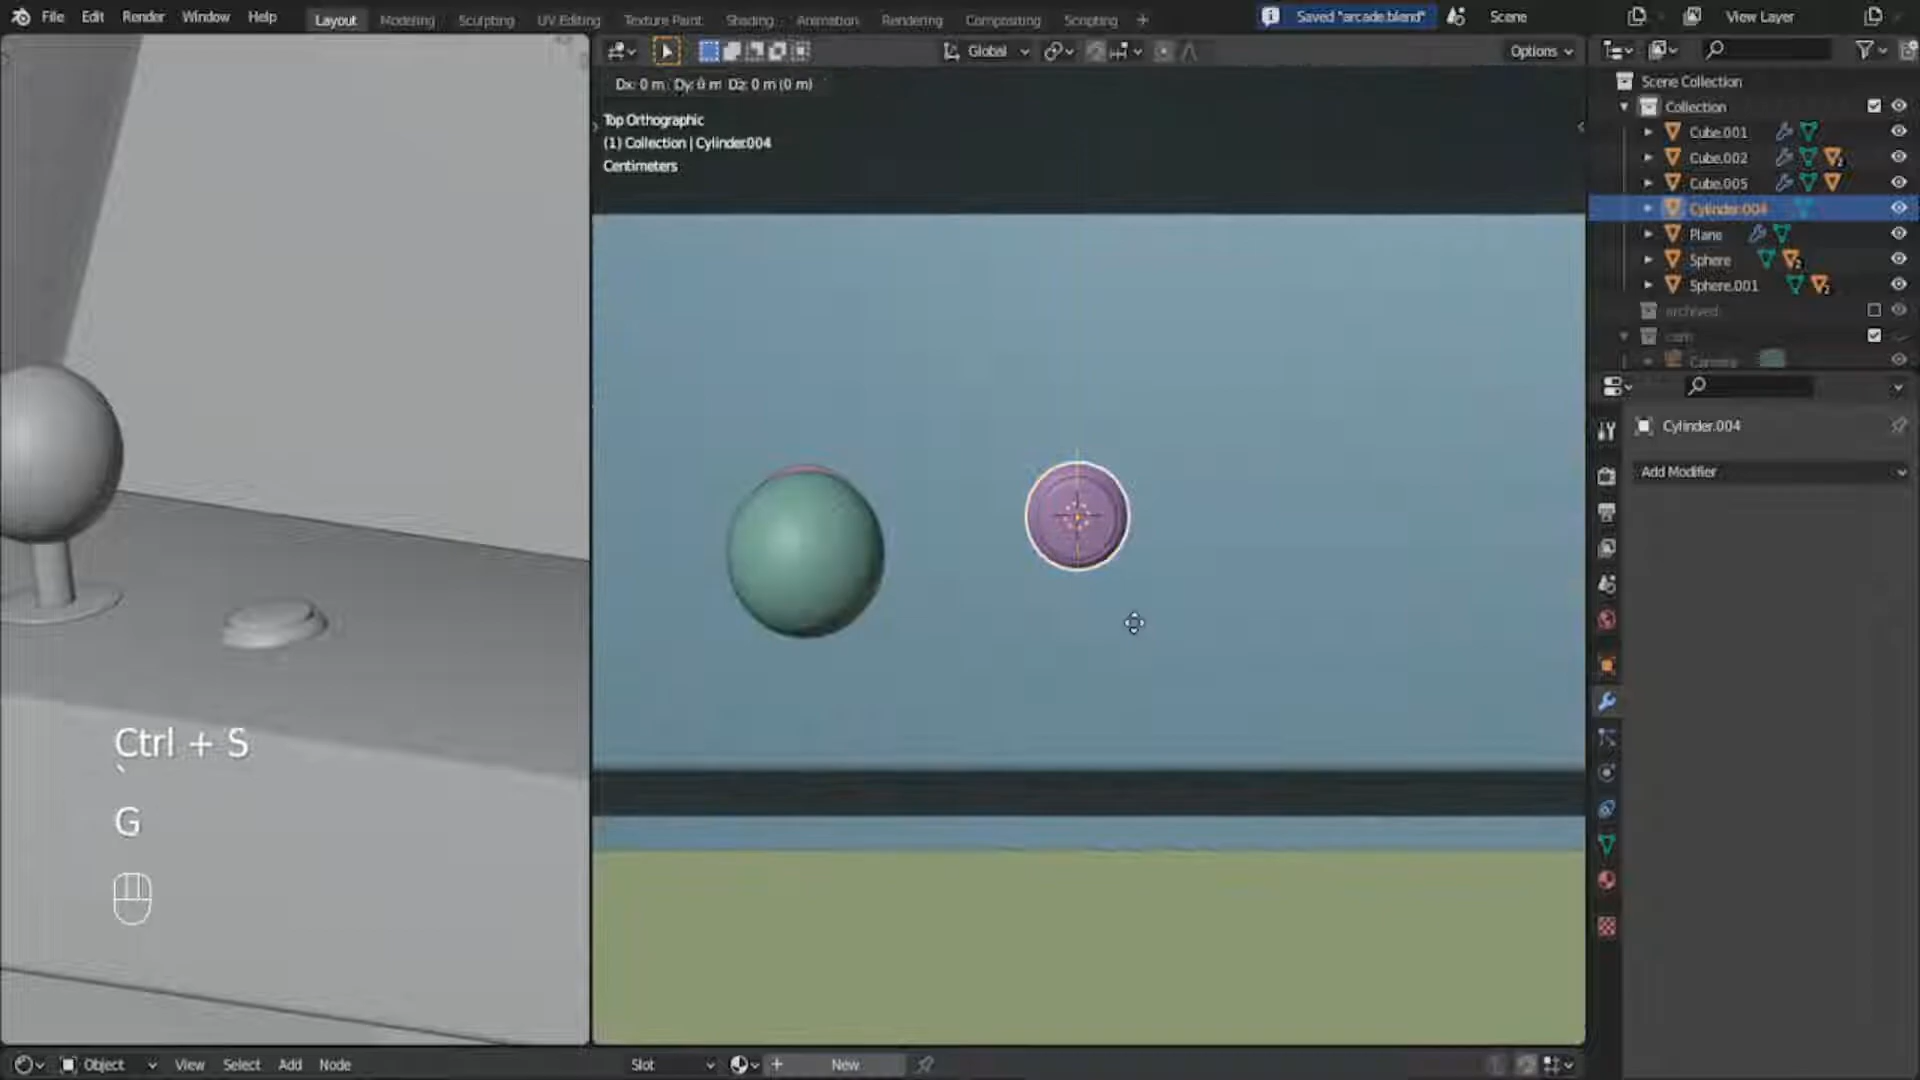 File Edit Render Window Help Layout Modeling Sculpting UV Editing Texture Paint Shading Animation Rendering Compositing Scripting + Saved "arcade.blend" Scene View Layer
Global Options
Dx: 0 m Dy: 0 m Dz: 0 m (0 m)
Top Orthographic
(1) Collection | Cylinder.004
Centimeters
Scene Collection
Collection
Cube.001
Cube.002
Cube.005
Cylinder.004
Plane
Sphere
Sphere.001
archived
cam
Camera
Cylinder.004
Add Modifier
Ctrl + S
`
G
Object View Select Add Node Slot New